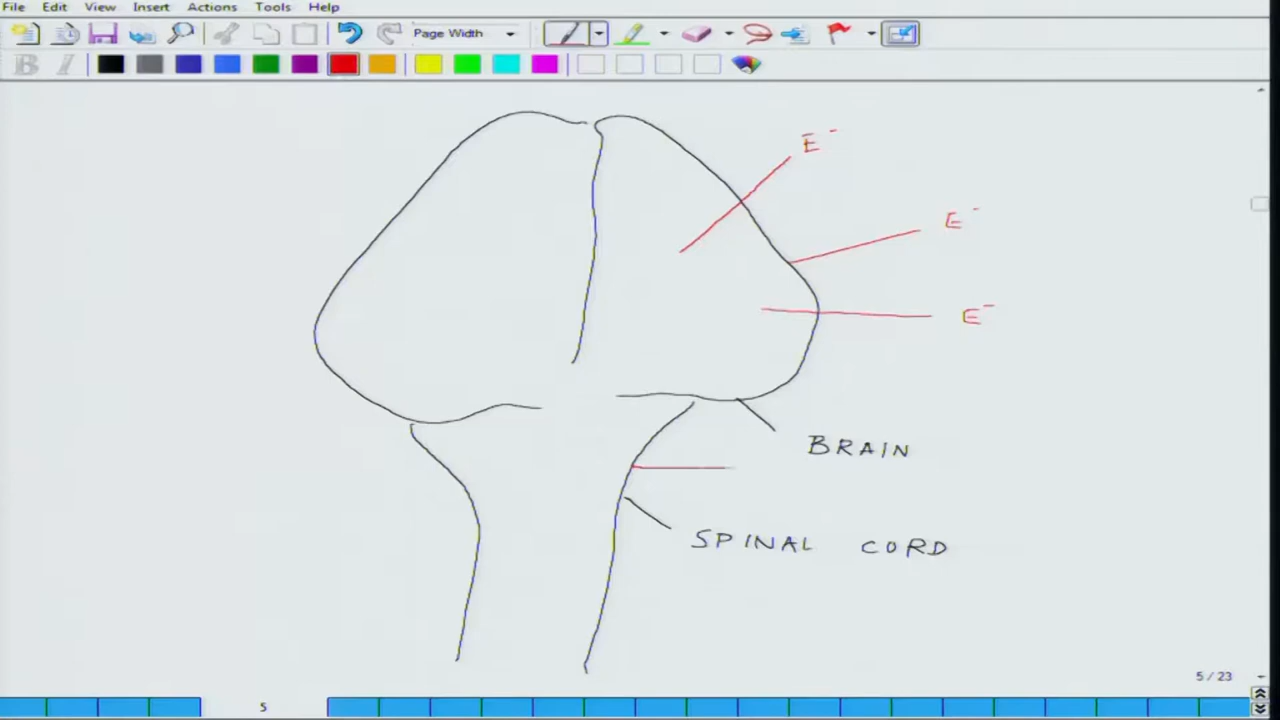 File Edit View Insert Actions Tools Help
Page Width
B I
E⁻
E⁻
E⁻
BRAIN
SPINAL CORD
5 / 23
5